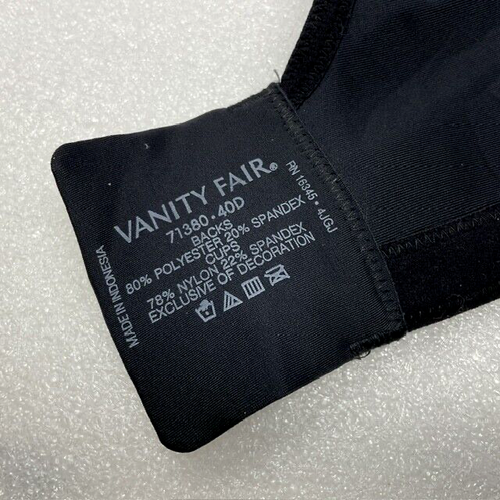 VANITY FAIR®
71380 • 40D
BACKS
80% POLYESTER 20% SPANDEX
CUPS
78% NYLON 22% SPANDEX
EXCLUSIVE OF DECORATION
MADE IN INDONESIA
RN 16345 • 4JGJ